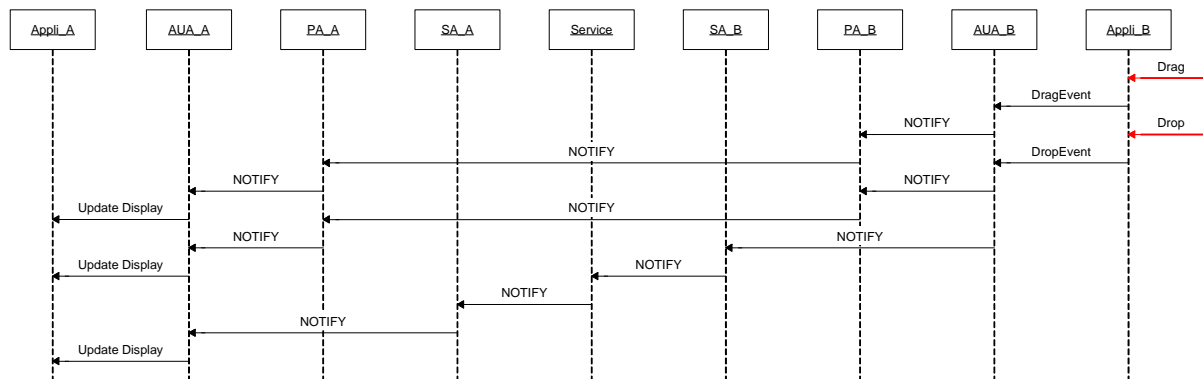 Appli_A AUA_A PA_A SA_A Service SA_B PA_B AUA_B Appli_B
Drag
DragEvent
NOTIFY Drop
NOTIFY DropEvent
NOTIFY NOTIFY
Update Display NOTIFY
NOTIFY NOTIFY
Update Display NOTIFY
NOTIFY
NOTIFY
Update Display